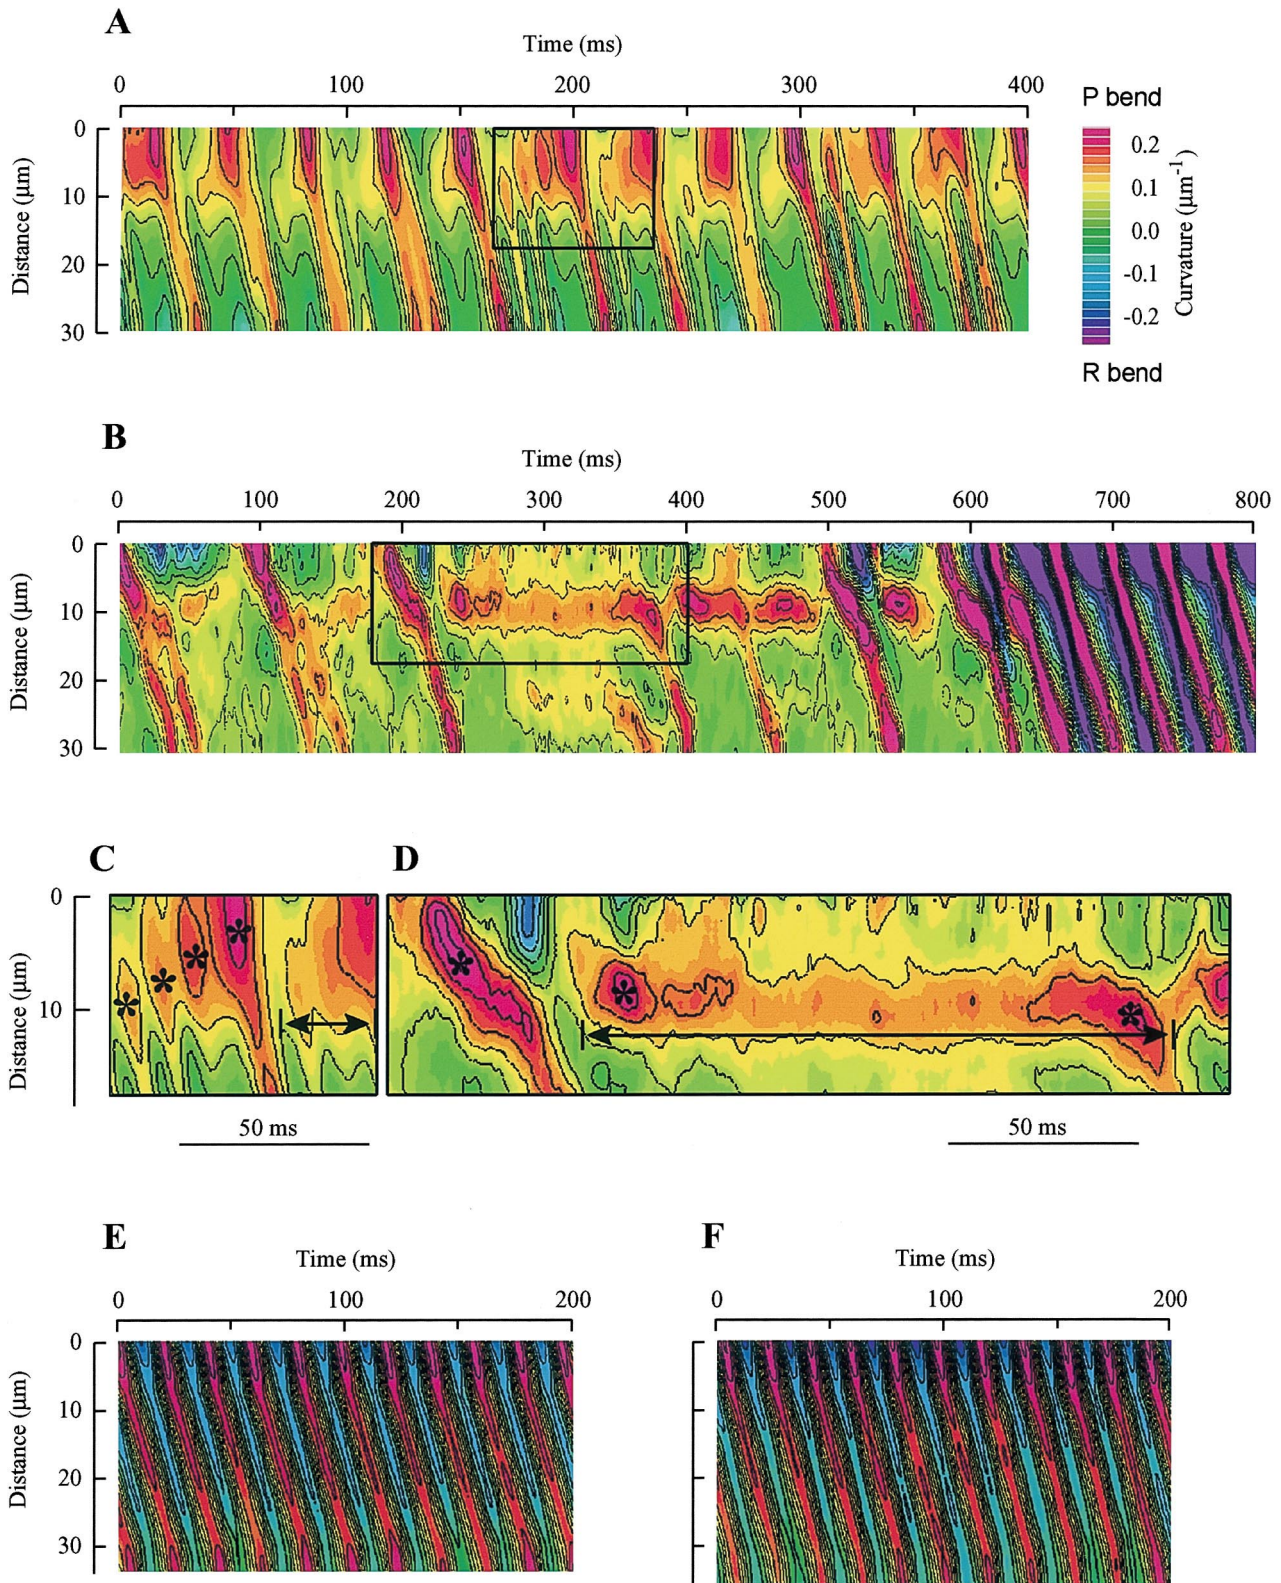 A
Time (ms)
0 100 200 300 400
Distance (µm)
0
10
20
30
P bend
0.2
0.1
0.0
-0.1
-0.2
Curvature (µm-1)
R bend
B
Time (ms)
0 100 200 300 400 500 600 700 800
Distance (µm)
0
10
20
30
C
D
Distance (µm)
0
10
* * * *
* * *
50 ms
50 ms
E
Time (ms)
0 100 200
Distance (µm)
0
10
20
30
F
Time (ms)
0 100 200